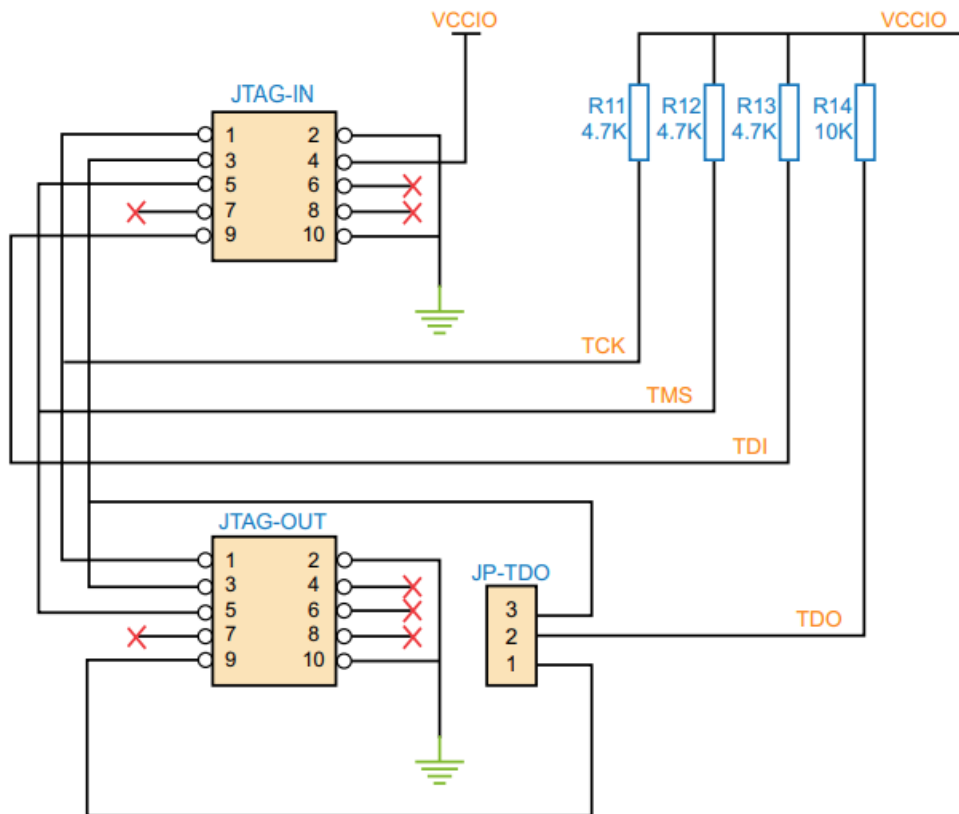 VCCIO
VCCIO
JTAG-IN
R11
4.7K
R12
4.7K
R13
4.7K
R14
10K
1 2
3 4
5 6
7 8
9 10
TCK
TMS
TDI
JTAG-OUT
1 2
3 4
5 6
7 8
9 10
JP-TDO
3
2
1
TDO